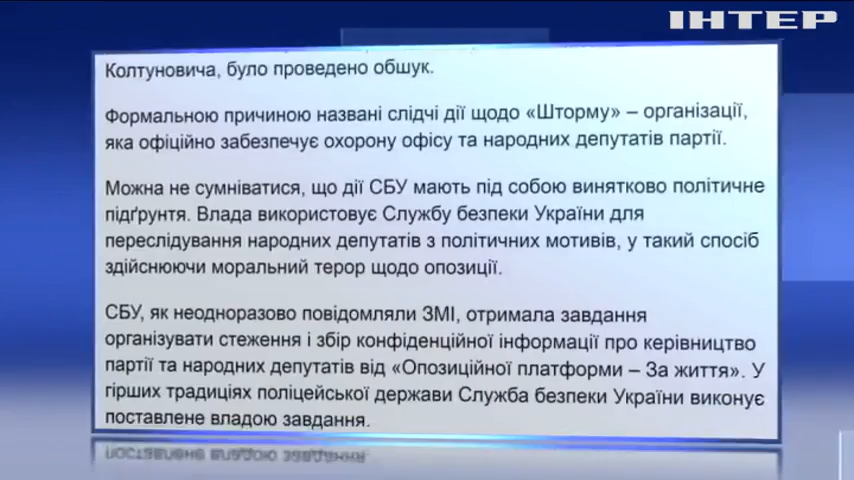 ІНТЕР
Колтуновича, було проведено обшук.
Формальною причиною названі слідчі дії щодо «Шторму» – організації,
яка офіційно забезпечує охорону офісу та народних депутатів партії.
Можна не сумніватися, що дії СБУ мають під собою винятково політичне
підґрунтя. Влада використовує Службу безпеки України для
переслідування народних депутатів з політичних мотивів, у такий спосіб
здійснюючи моральний терор щодо опозиції.
СБУ, як неодноразово повідомляли ЗМІ, отримала завдання
організувати стеження і збір конфіденційної інформації про керівництво
партії та народних депутатів від «Опозиційної платформи – За життя». У
гірших традиціях поліцейської держави Служба безпеки України виконує
поставлене владою завдання.